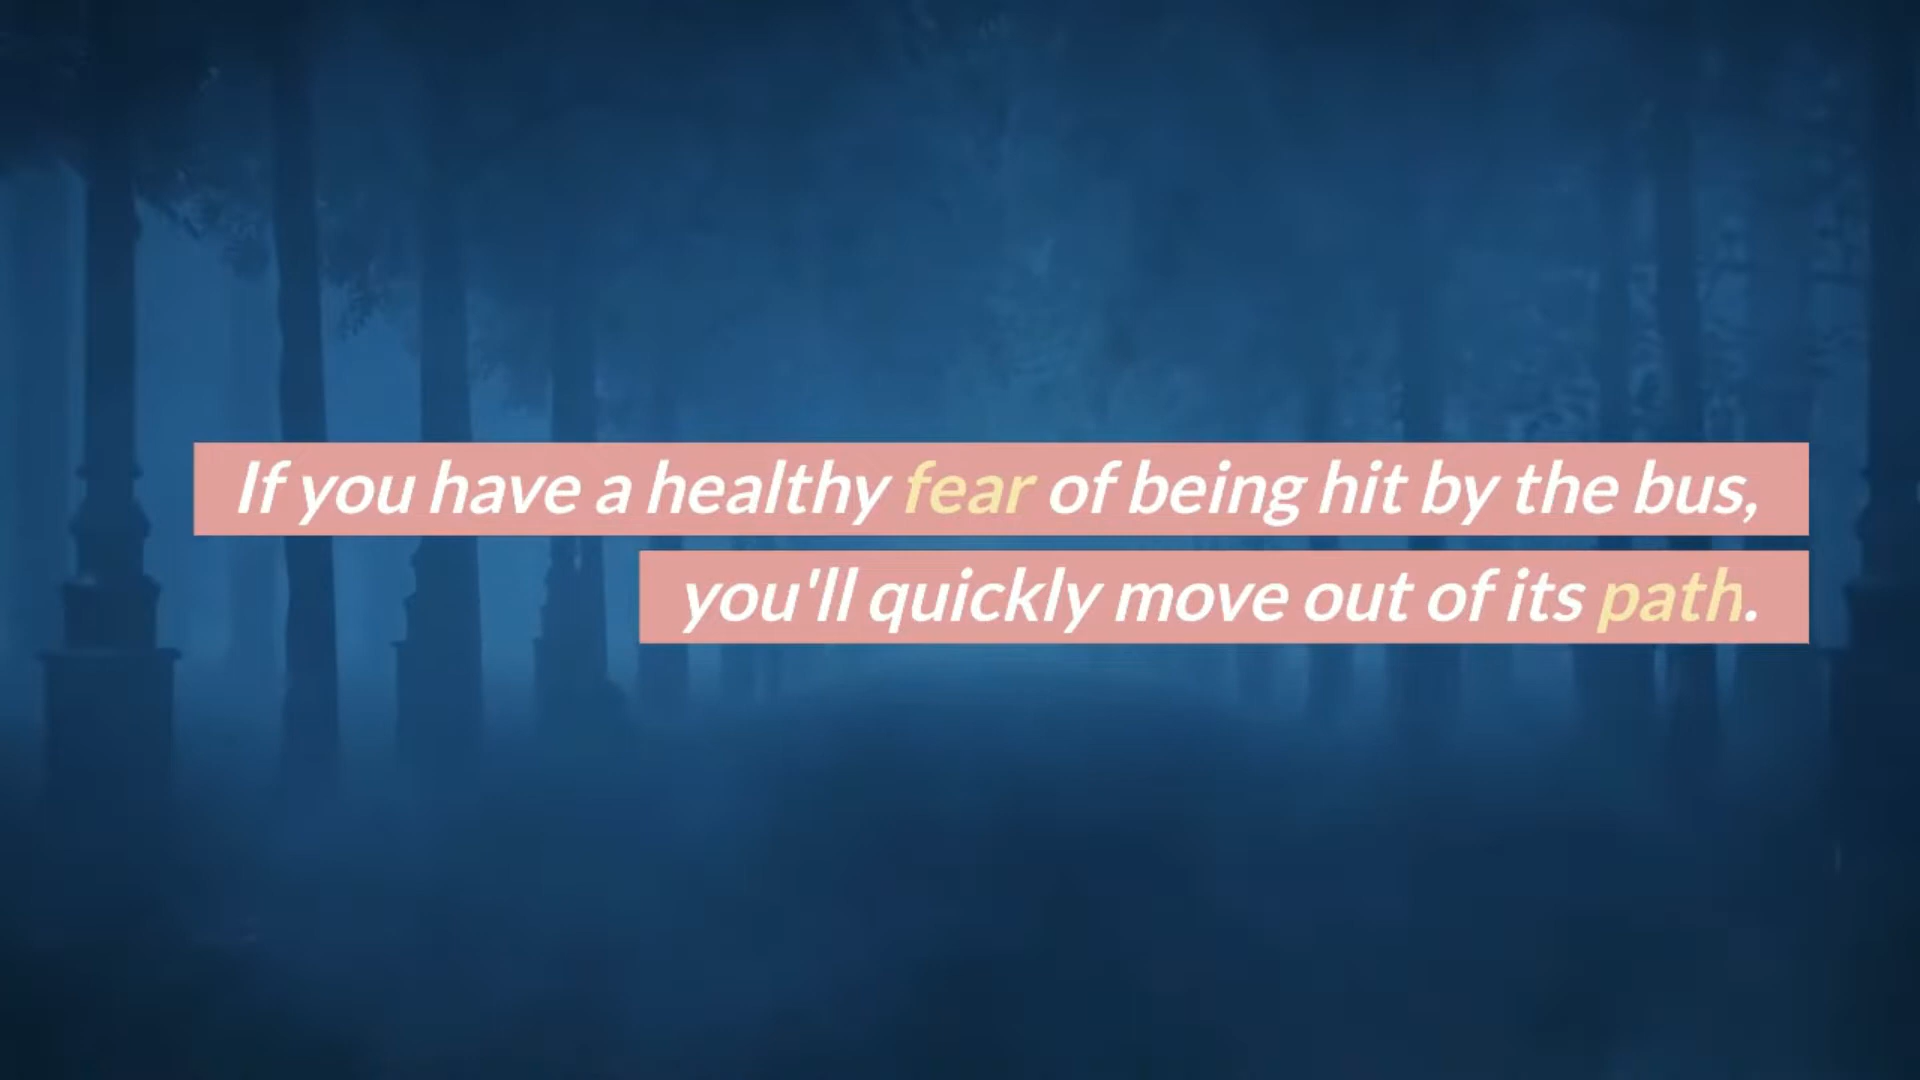 If you have a healthy fear of being hit by the bus,
you'll quickly move out of its path.